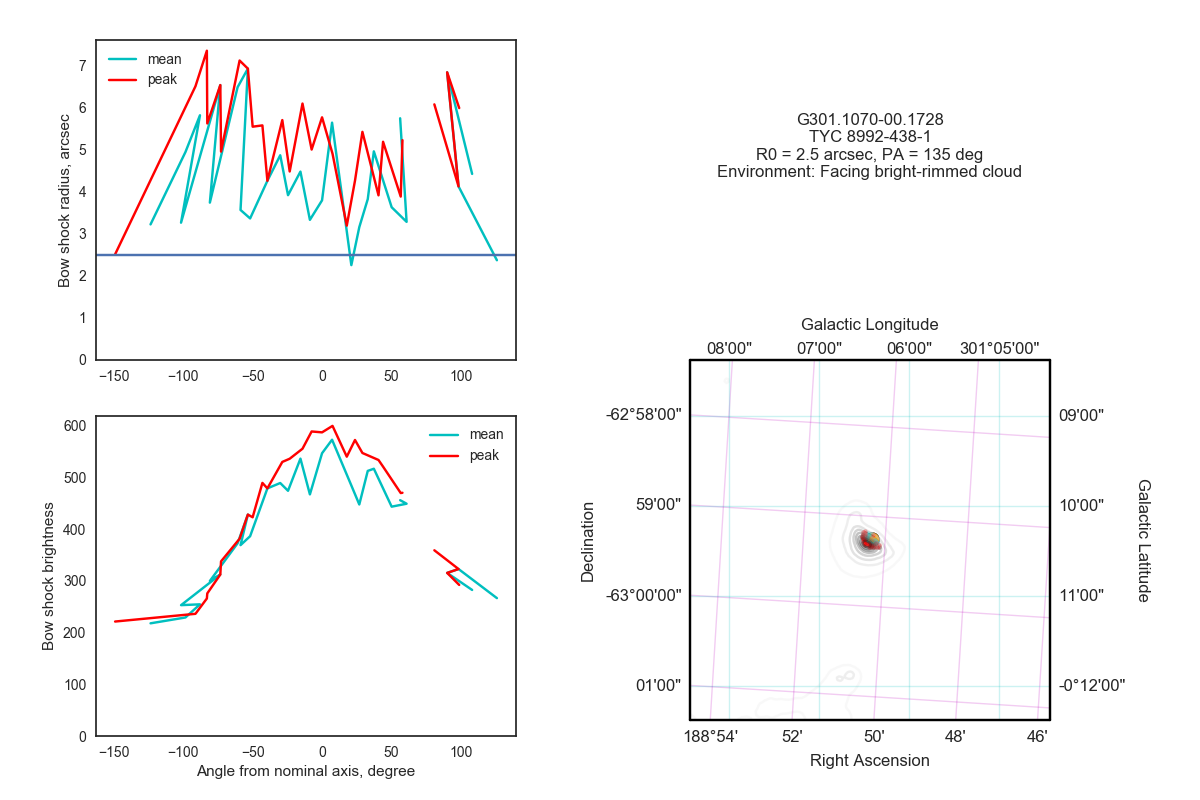 mean
peak
Bow shock radius, arcsec
7
6
5
4
3
2
1
0
−150 −100 −50 0 50 100
G301.1070-00.1728
TYC 8992-438-1
R0 = 2.5 arcsec, PA = 135 deg
Environment: Facing bright-rimmed cloud
mean
peak
Bow shock brightness
600
500
400
300
200
100
0
−150 −100 −50 0 50 100
Angle from nominal axis, degree
Galactic Longitude
08'00" 07'00" 06'00" 301°05'00"
Declination
-62°58'00"
59'00"
-63°00'00"
01'00"
09'00"
10'00"
11'00"
-0°12'00"
Galactic Latitude
188°54' 52' 50' 48' 46'
Right Ascension